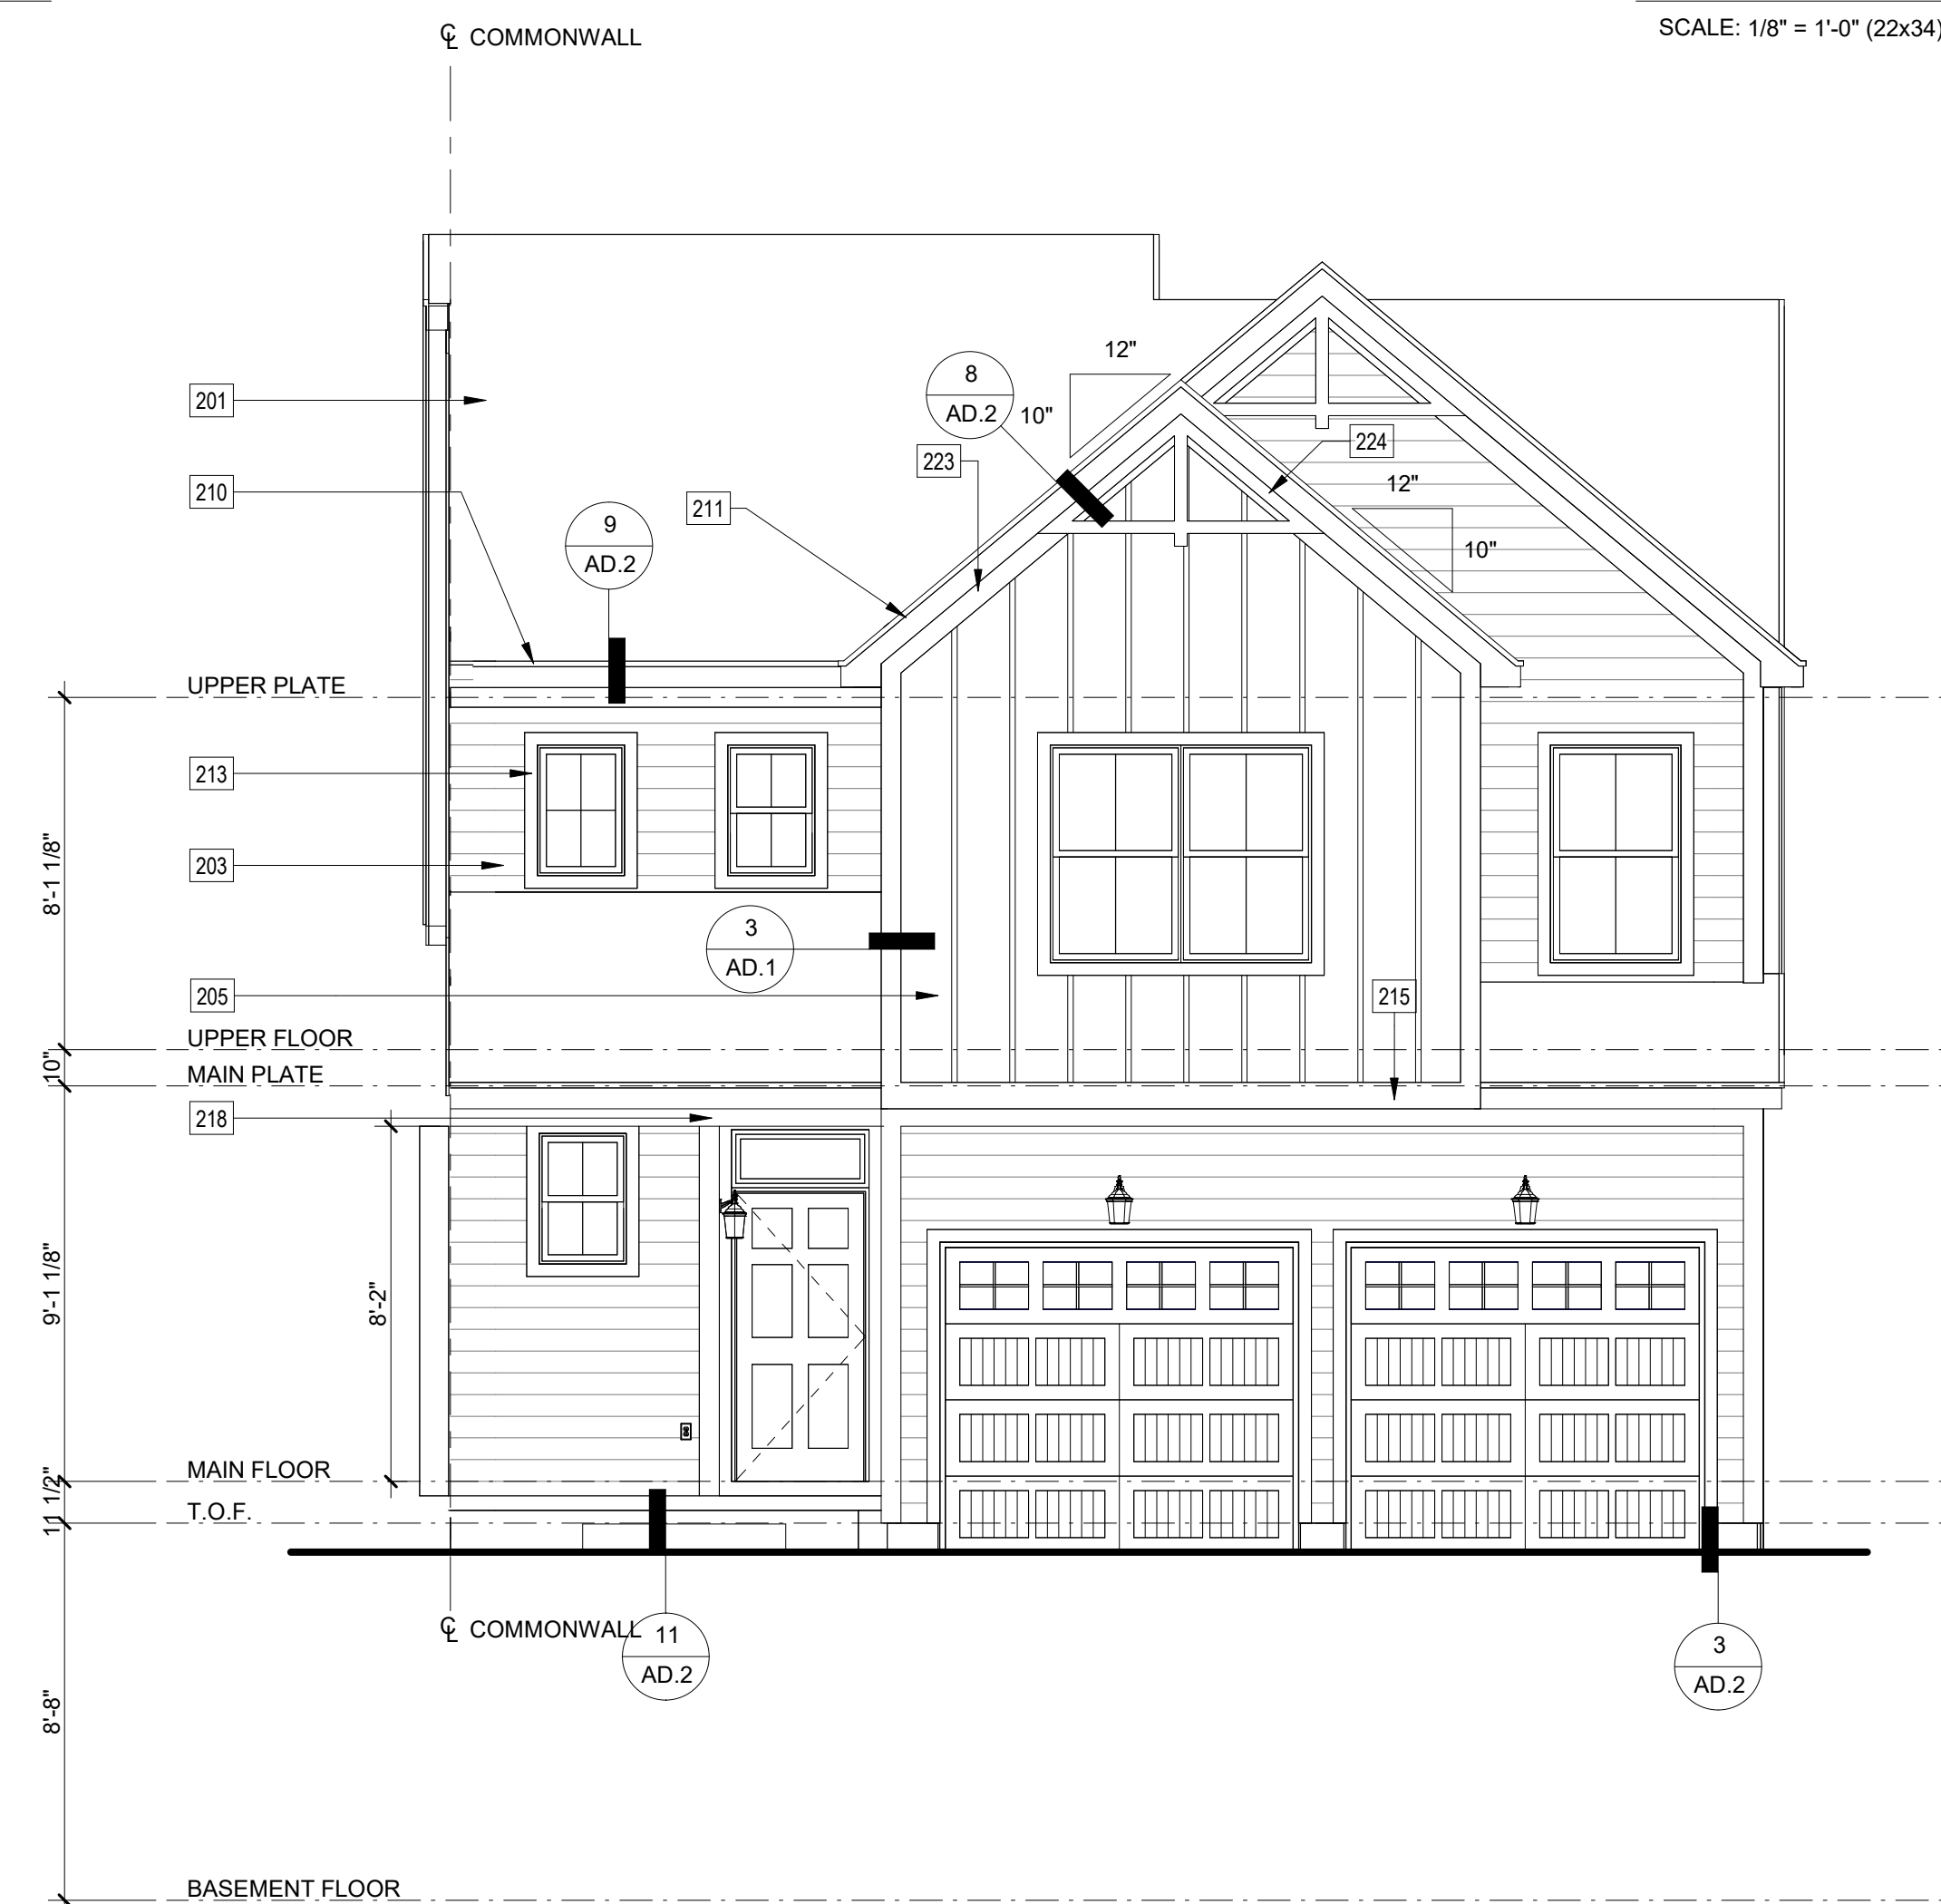 SCALE: 1/8" = 1'-0" (22x34)
℄ COMMONWALL
12"
8
AD.2
10"
201
224
223
12"
210
211
9
AD.2
10"
UPPER PLATE
213
8'-1 1/8"
203
3
AD.1
205
215
UPPER FLOOR
10"
MAIN PLATE
218
9'-1 1/8"
8'-2"
MAIN FLOOR
11 1/2"
T.O.F.
℄ COMMONWALL
11
AD.2
3
AD.2
8'-8"
BASEMENT FLOOR